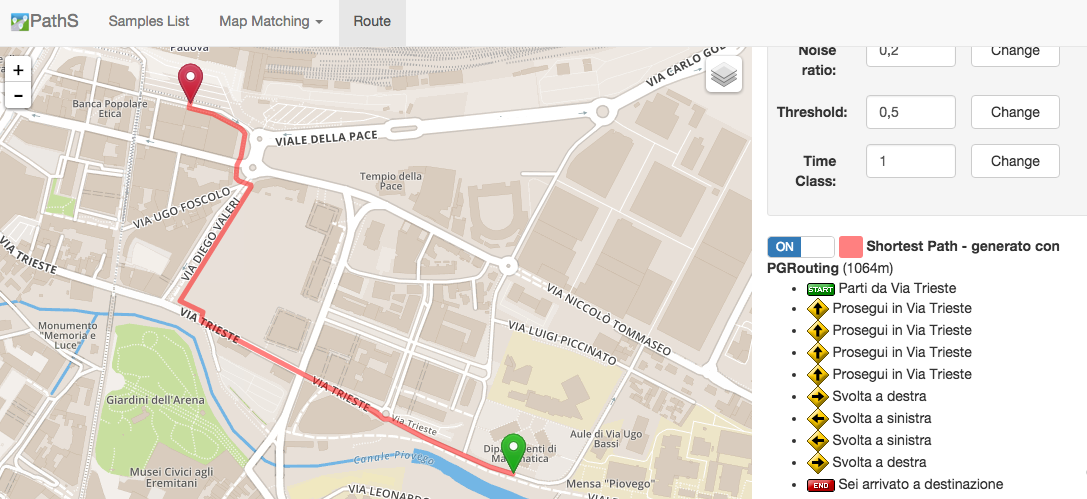 PathS
Samples List
Map Matching
Route
Padova
+
-
Banca Popolare
Etica
VIALE DELLA PACE
VIA CARLO GOL
Tempio della
Pace
VIA UGO FOSCOLO
VIA DIEGO VALERI
VIA TRIESTE
VIA TRIESTE
VIA NICCOLÒ TOMMASEO
VIA LUIGI PICCINATO
Monumento
"Memoria e
Luce"
Giardini dell'Arena
VIA TRIESTE
Via Trieste
Aule di Via Ugo
Bassi
Dipartimenti di
Matematica
Canale Piovego
Musei Civici agli
Eremitani
Mensa "Piovego"
VIA LEONARDO
Noise
ratio:
0,2
Change
Threshold:
0,5
Change
Time
Class:
1
Change
ON
Shortest Path - generato con
PGRouting (1064m)
START Parti da Via Trieste
Prosegui in Via Trieste
Prosegui in Via Trieste
Prosegui in Via Trieste
Prosegui in Via Trieste
Svolta a destra
Svolta a sinistra
Svolta a sinistra
Svolta a destra
END Sei arrivato a destinazione